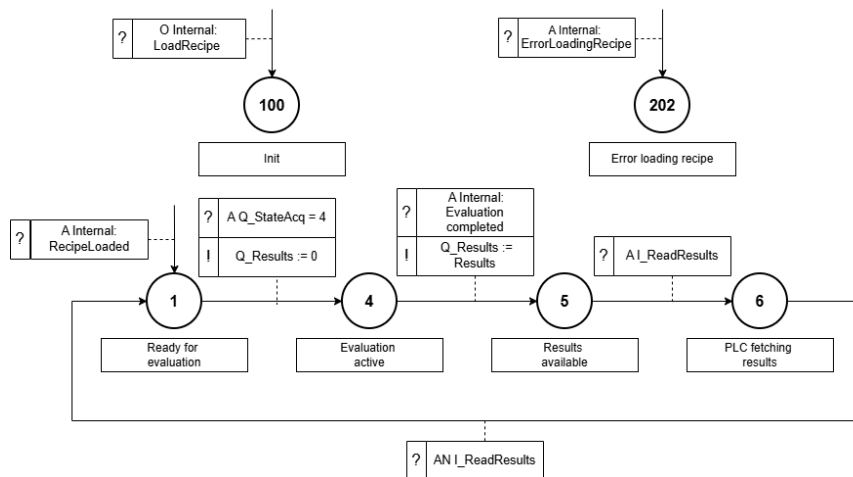 ?
O Internal:
LoadRecipe
?
A Internal:
ErrorLoadingRecipe
100
202
Init
Error loading recipe
?
A Internal:
RecipeLoaded
?
A Q_StateAcq = 4
!
Q_Results := 0
?
A Internal:
Evaluation
completed
!
Q_Results :=
Results
?
A I_ReadResults
1
4
5
6
Ready for
evaluation
Evaluation
active
Results
available
PLC fetching
results
?
AN I_ReadResults